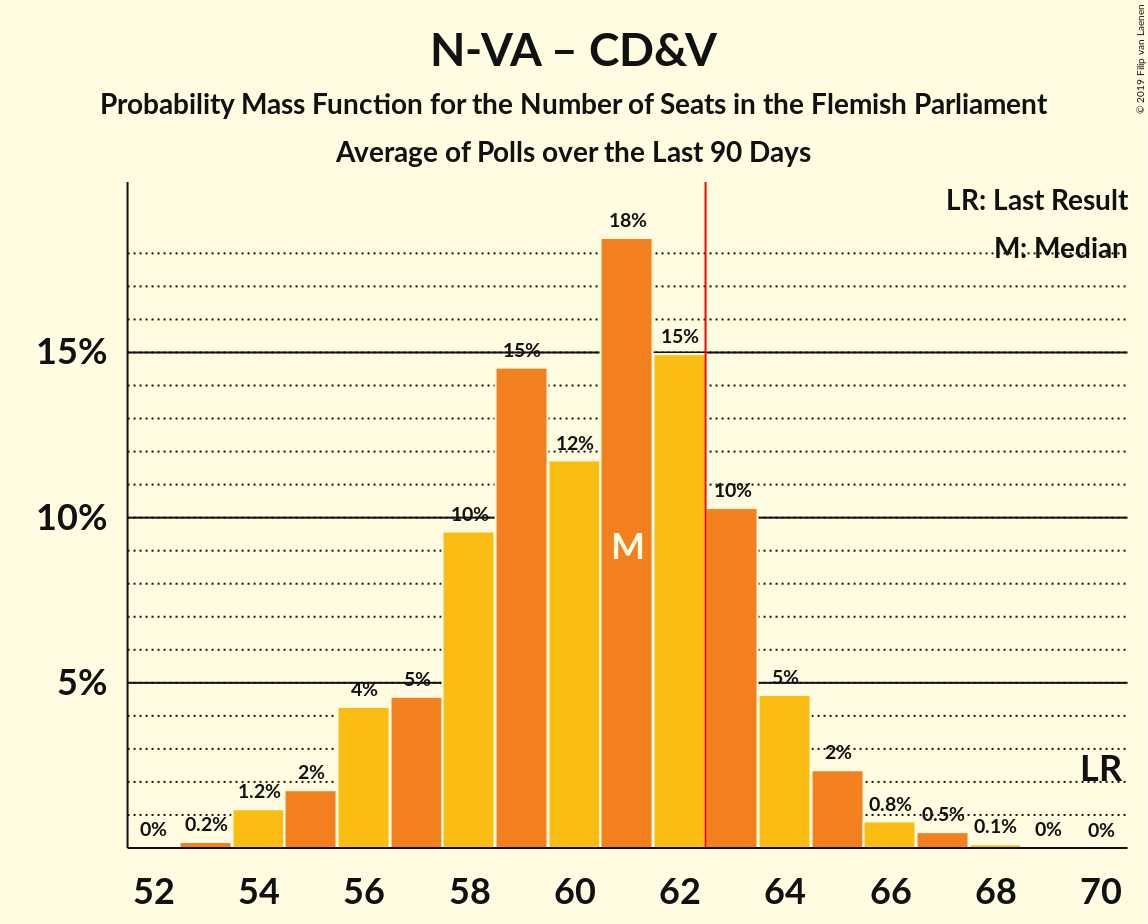 N-VA – CD&V
Probability Mass Function for the Number of Seats in the Flemish Parliament
Average of Polls over the Last 90 Days
© 2019 Filip van Laenen
LR: Last Result
M: Median
15%
10%
5%
0%
0.2%
1.2%
2%
4%
5%
10%
15%
12%
18%
15%
10%
5%
2%
0.8%
0.5%
0.1%
0%
0%
M
LR
52 54 56 58 60 62 64 66 68 70